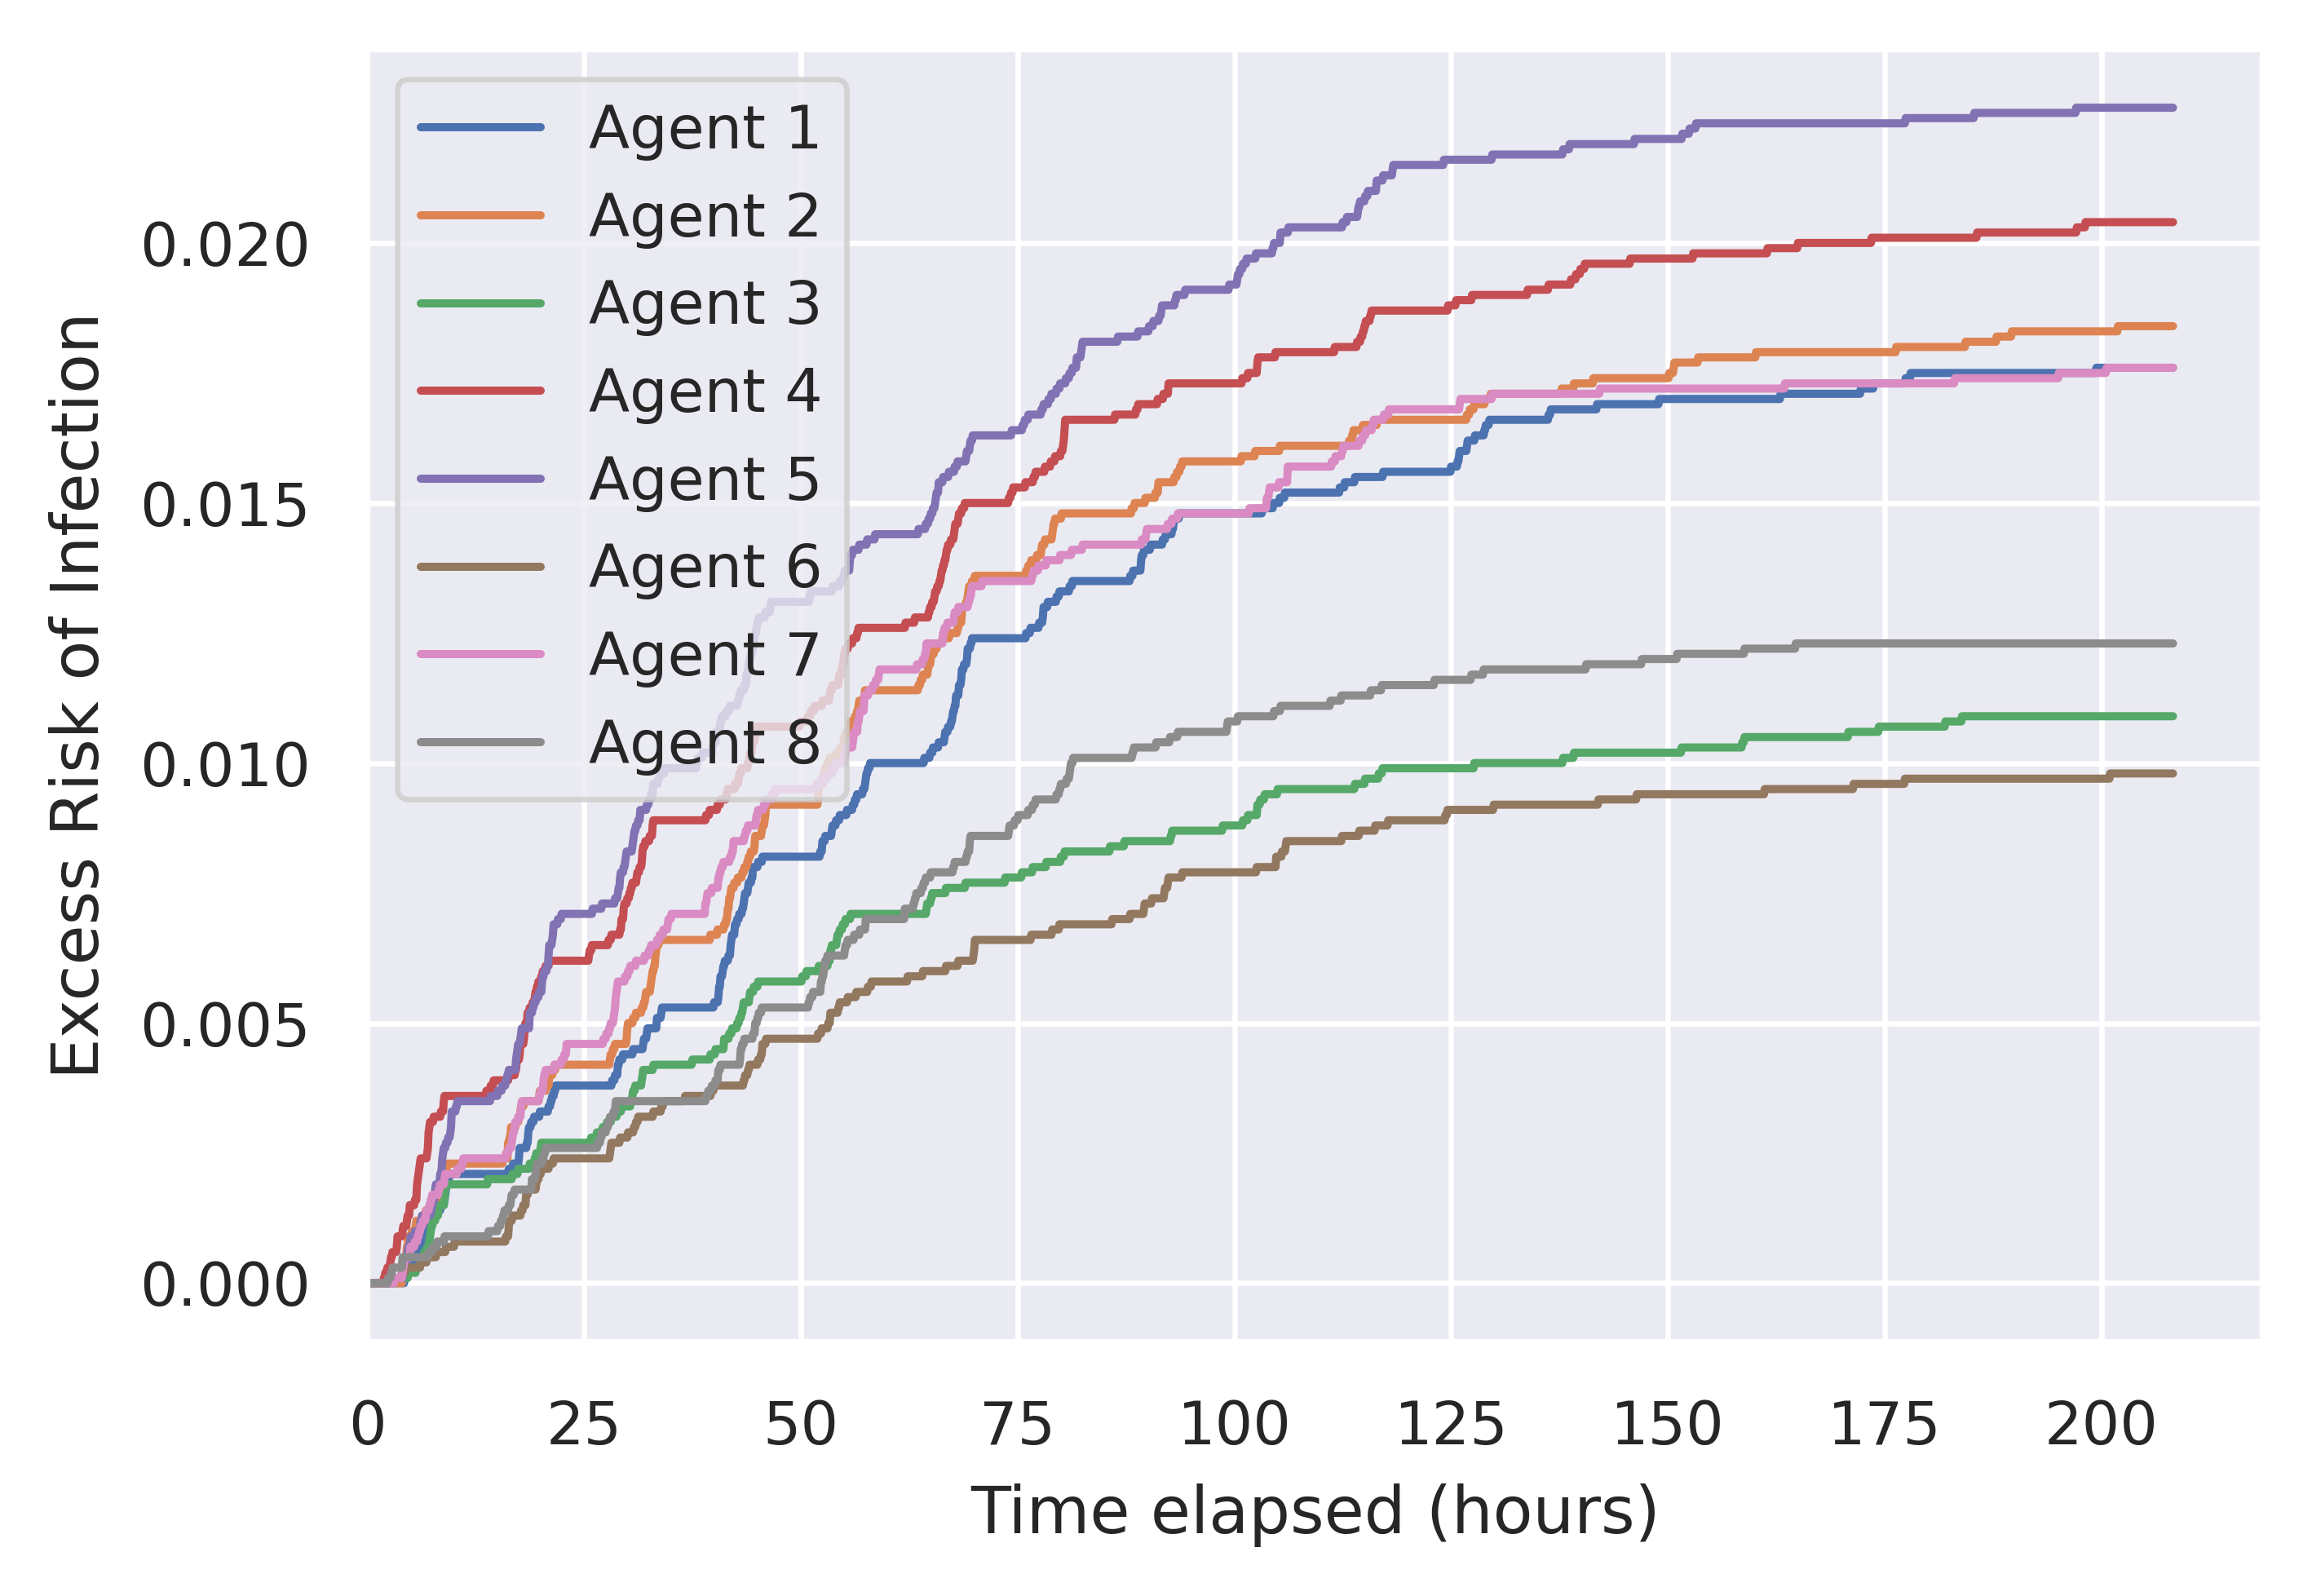 Agent 1
Agent 2
Agent 3
Agent 4
Agent 5
Agent 6
Agent 7
Agent 8
Excess Risk of Infection
0.020
0.015
0.010
0.005
0.000
0 25 50 75 100 125 150 175 200
Time elapsed (hours)